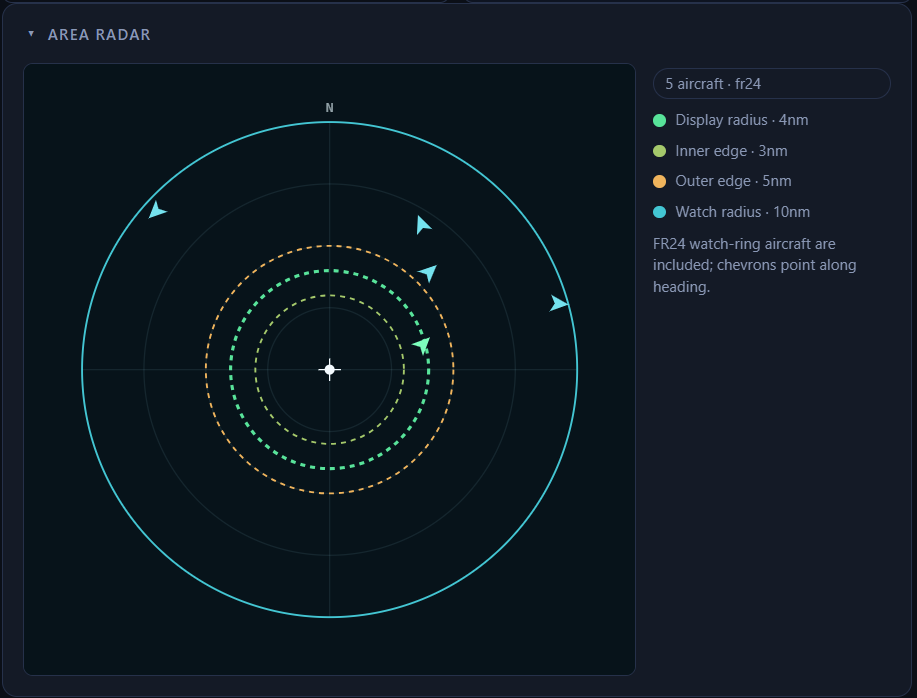 AREA RADAR
N
5 aircraft · fr24
Display radius · 4nm
Inner edge · 3nm
Outer edge · 5nm
Watch radius · 10nm
FR24 watch-ring aircraft are
included; chevrons point along
heading.